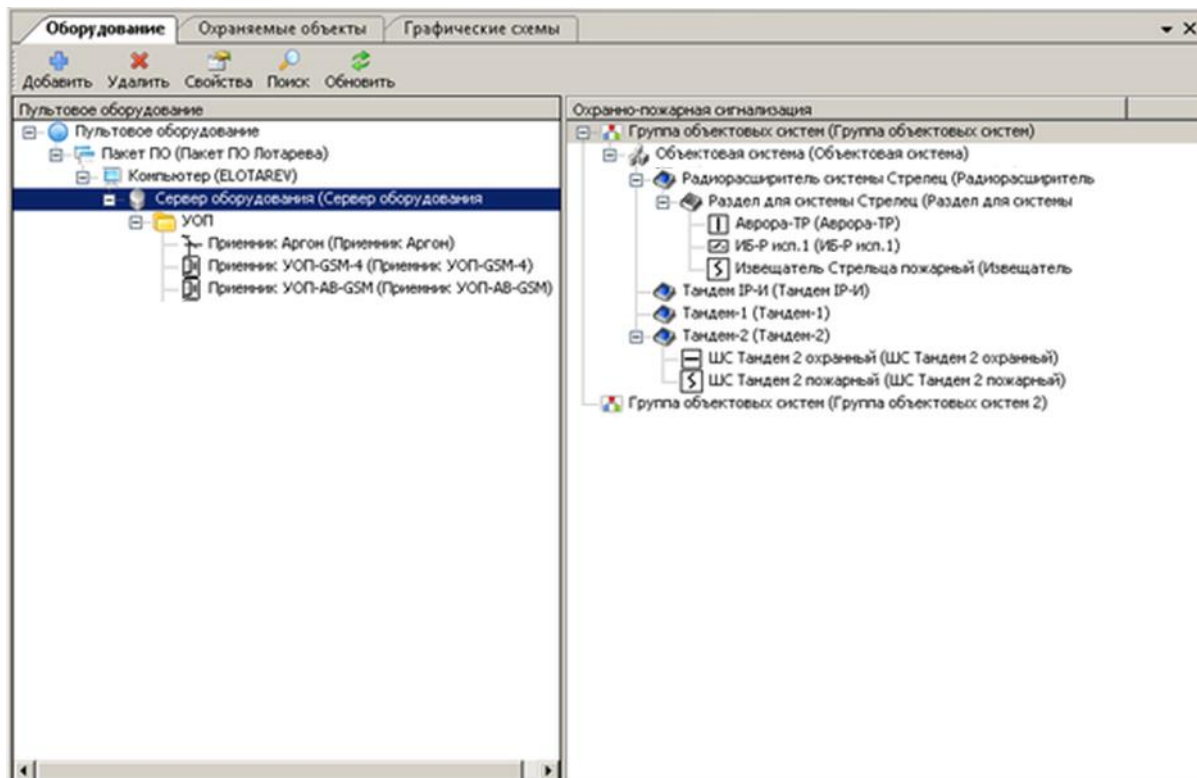 Оборудование Охраняемые объекты Графические схемы
Добавить Удалить Свойства Поиск Обновить
Пультовое оборудование
Пультовое оборудование
Пакет ПО (Пакет ПО Лотарева)
Компьютер (ELOTAREV)
Сервер оборудования (Сервер оборудования
УОП
Приемник Аргон (Приемник Аргон)
Приемник УОП-GSM-4 (Приемник УОП-GSM-4)
Приемник УОП-AB-GSM (Приемник УОП-AB-GSM)
Охранно-пожарная сигнализация
Группа объектовых систем (Группа объектовых систем)
Объектовая система (Объектовая система)
Радиорасширитель системы Стрелец (Радиорасширитель
Раздел для системы Стрелец (Раздел для системы
Аврора-ТР (Аврора-ТР)
ИБ-Р исп.1 (ИБ-Р исп.1)
Извещатель Стрельца пожарный (Извещатель
Тандем IP-И (Тандем IP-И)
Тандем-1 (Тандем-1)
Тандем-2 (Тандем-2)
ШС Тандем 2 охранный (ШС Тандем 2 охранный)
ШС Тандем 2 пожарный (ШС Тандем 2 пожарный)
Группа объектовых систем (Группа объектовых систем 2)